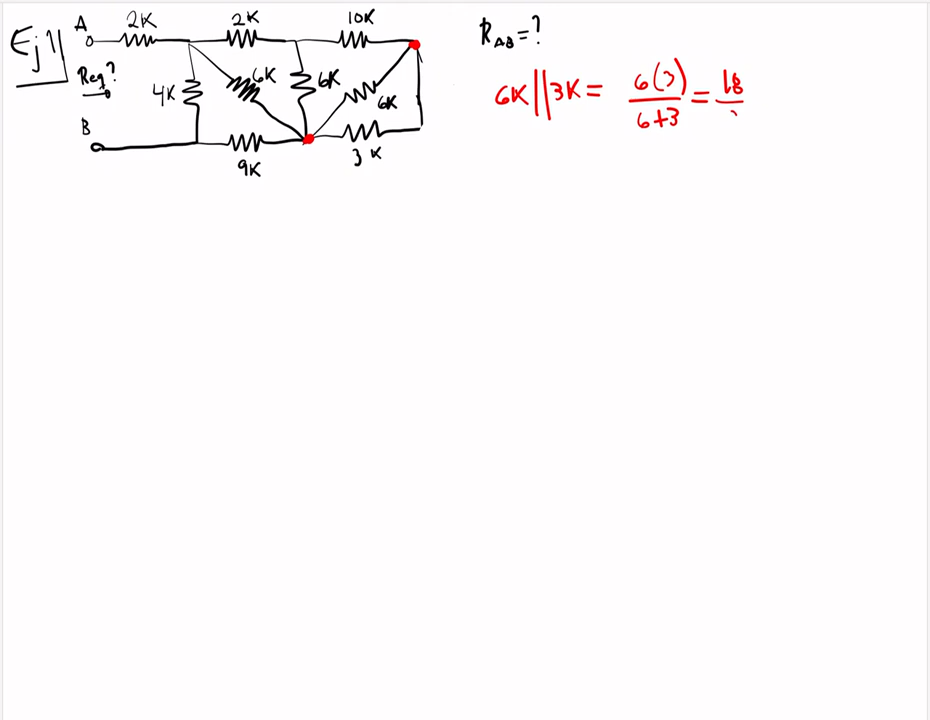 Ej 1
A 2K 2K 10K
Req? 4K 6K 6K 6K
B 9K 3K
R_AB = ?
6K || 3K = 6(3)/6+3 = 18